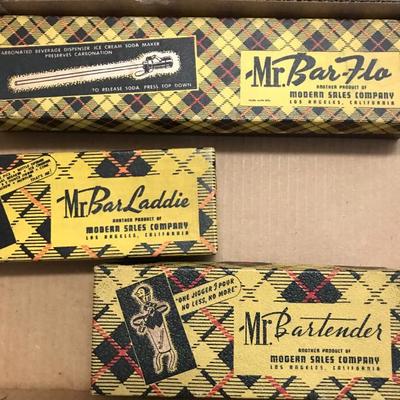 CARBONATED BEVERAGE DISPENSER ICE CREAM SODA MAKER
PRESERVES CARBONATION
TO RELEASE SODA, PRESS TOP DOWN
Mr. Bar-Flo
ANOTHER PRODUCT OF
MODERN SALES COMPANY
LOS ANGELES, CALIFORNIA
Mr. Bar Laddie
ANOTHER PRODUCT OF
MODERN SALES COMPANY
LOS ANGELES, CALIFORNIA
"ONE JIGGER I POUR
NO LESS, NO MORE"
Mr. Bartender
ANOTHER PRODUCT OF
MODERN SALES COMPANY
LOS ANGELES, CALIFORNIA